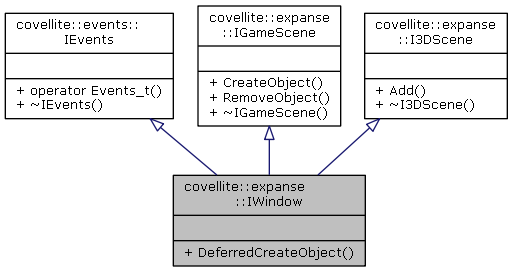 covellite::events::
IEvents
+ operator Events_t()
+ ~IEvents()
covellite::expanse
::IGameScene
+ CreateObject()
+ RemoveObject()
+ ~IGameScene()
covellite::expanse
::I3DScene
+ Add()
+ ~I3DScene()
covellite::expanse
::IWindow
+ DeferredCreateObject()